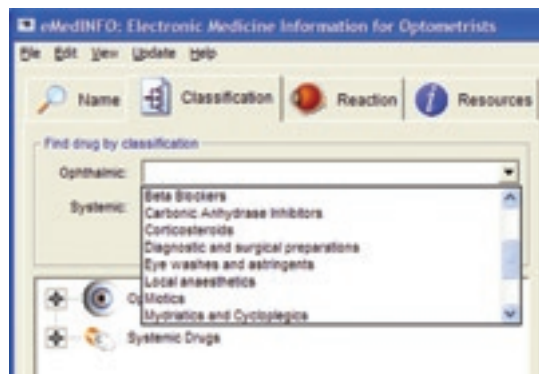 eMedINFO: Electronic Medicine Information for Optometrists
File Edit View Update Help
Name Classification Reaction Resources
Find drug by classification
Ophthalmic:
Beta Blockers
Systemic:
Carbonic Anhydrase Inhibitors
Corticosteroids
Diagnostic and surgical preparations
Eye washes and astringents
Local anaesthetics
Miotics
Mydriatics and Cycloplegics
Systemic Drugs